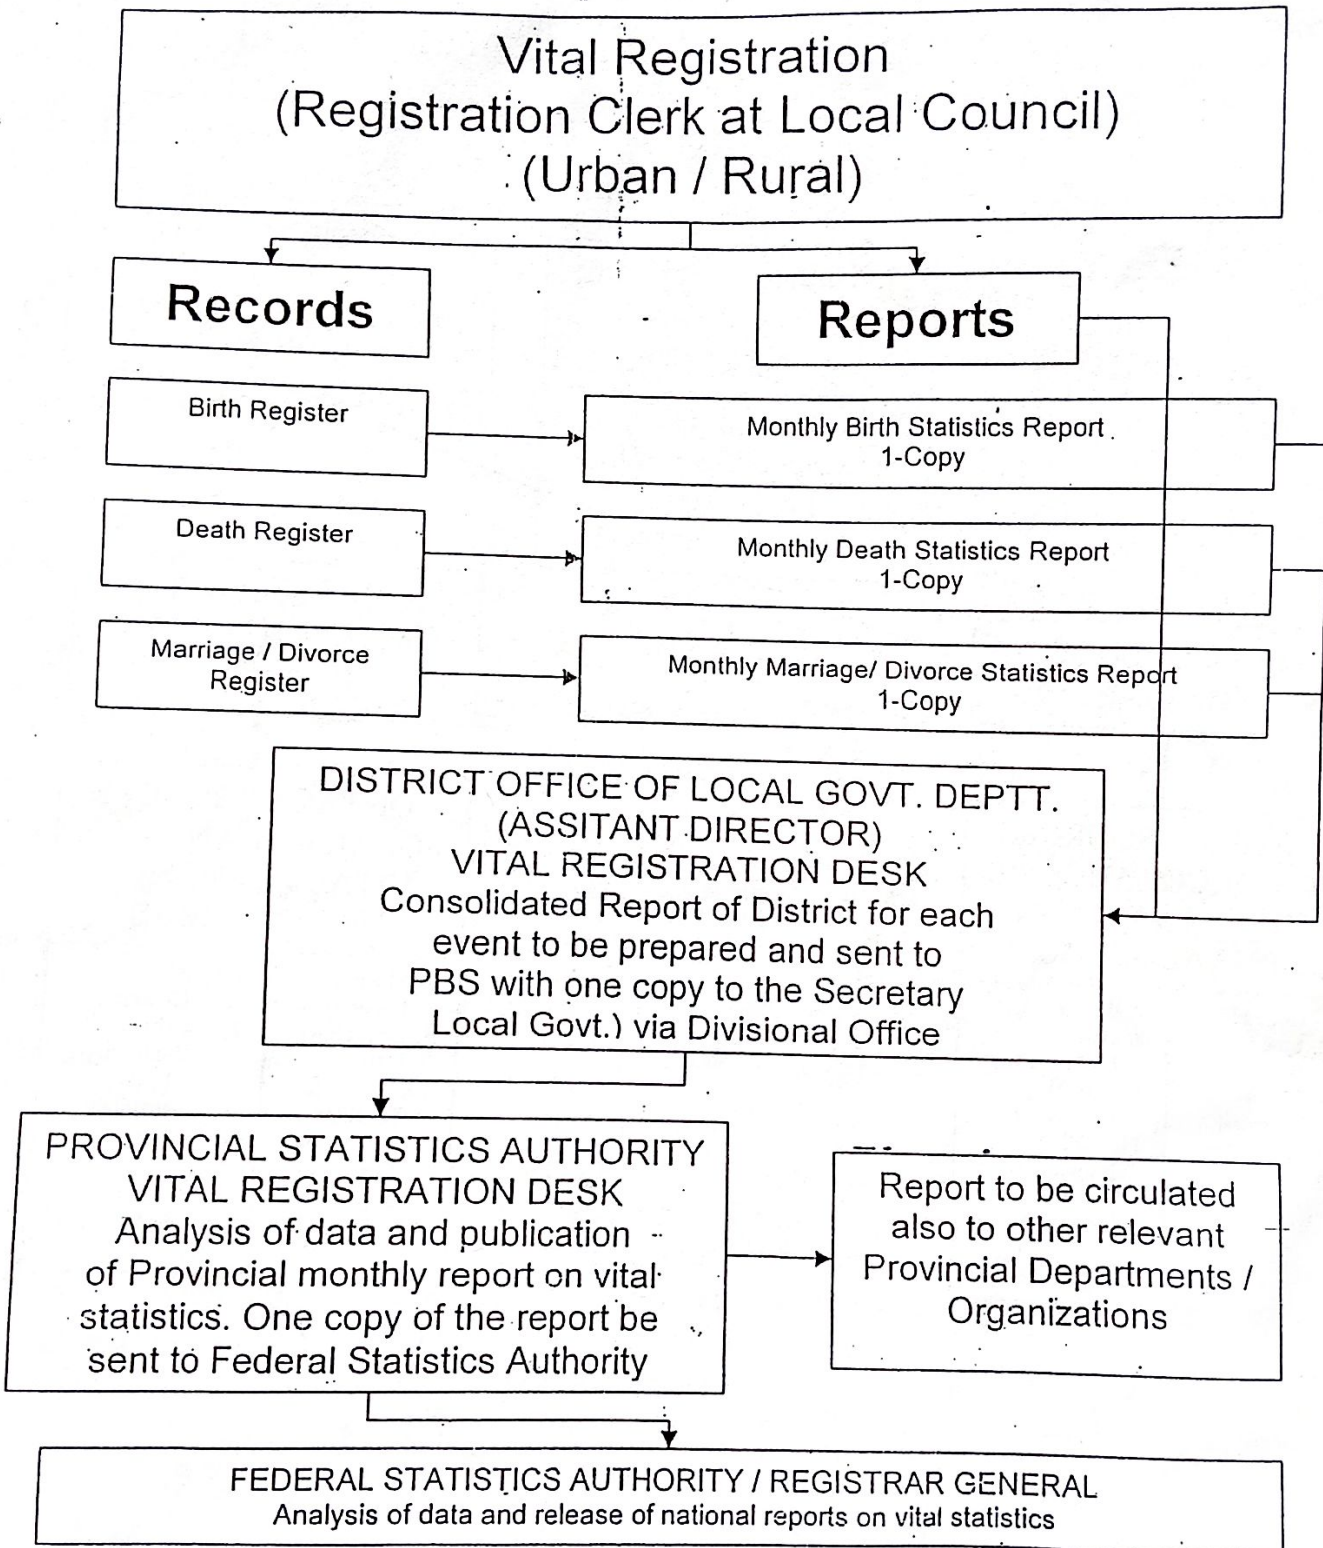 Vital Registration
(Registration Clerk at Local Council)
(Urban / Rural)
Records
Reports
Birth Register
Monthly Birth Statistics Report
1-Copy
Death Register
Monthly Death Statistics Report
1-Copy
Marriage / Divorce
Register
Monthly Marriage/ Divorce Statistics Report
1-Copy
DISTRICT OFFICE OF LOCAL GOVT. DEPTT.
(ASSITANT DIRECTOR)
VITAL REGISTRATION DESK
Consolidated Report of District for each
event to be prepared and sent to
PBS with one copy to the Secretary
Local Govt.) via Divisional Office
PROVINCIAL STATISTICS AUTHORITY
VITAL REGISTRATION DESK
Analysis of data and publication
of Provincial monthly report on vital
statistics. One copy of the report be
sent to Federal Statistics Authority
Report to be circulated
also to other relevant
Provincial Departments /
Organizations
FEDERAL STATISTICS AUTHORITY / REGISTRAR GENERAL
Analysis of data and release of national reports on vital statistics